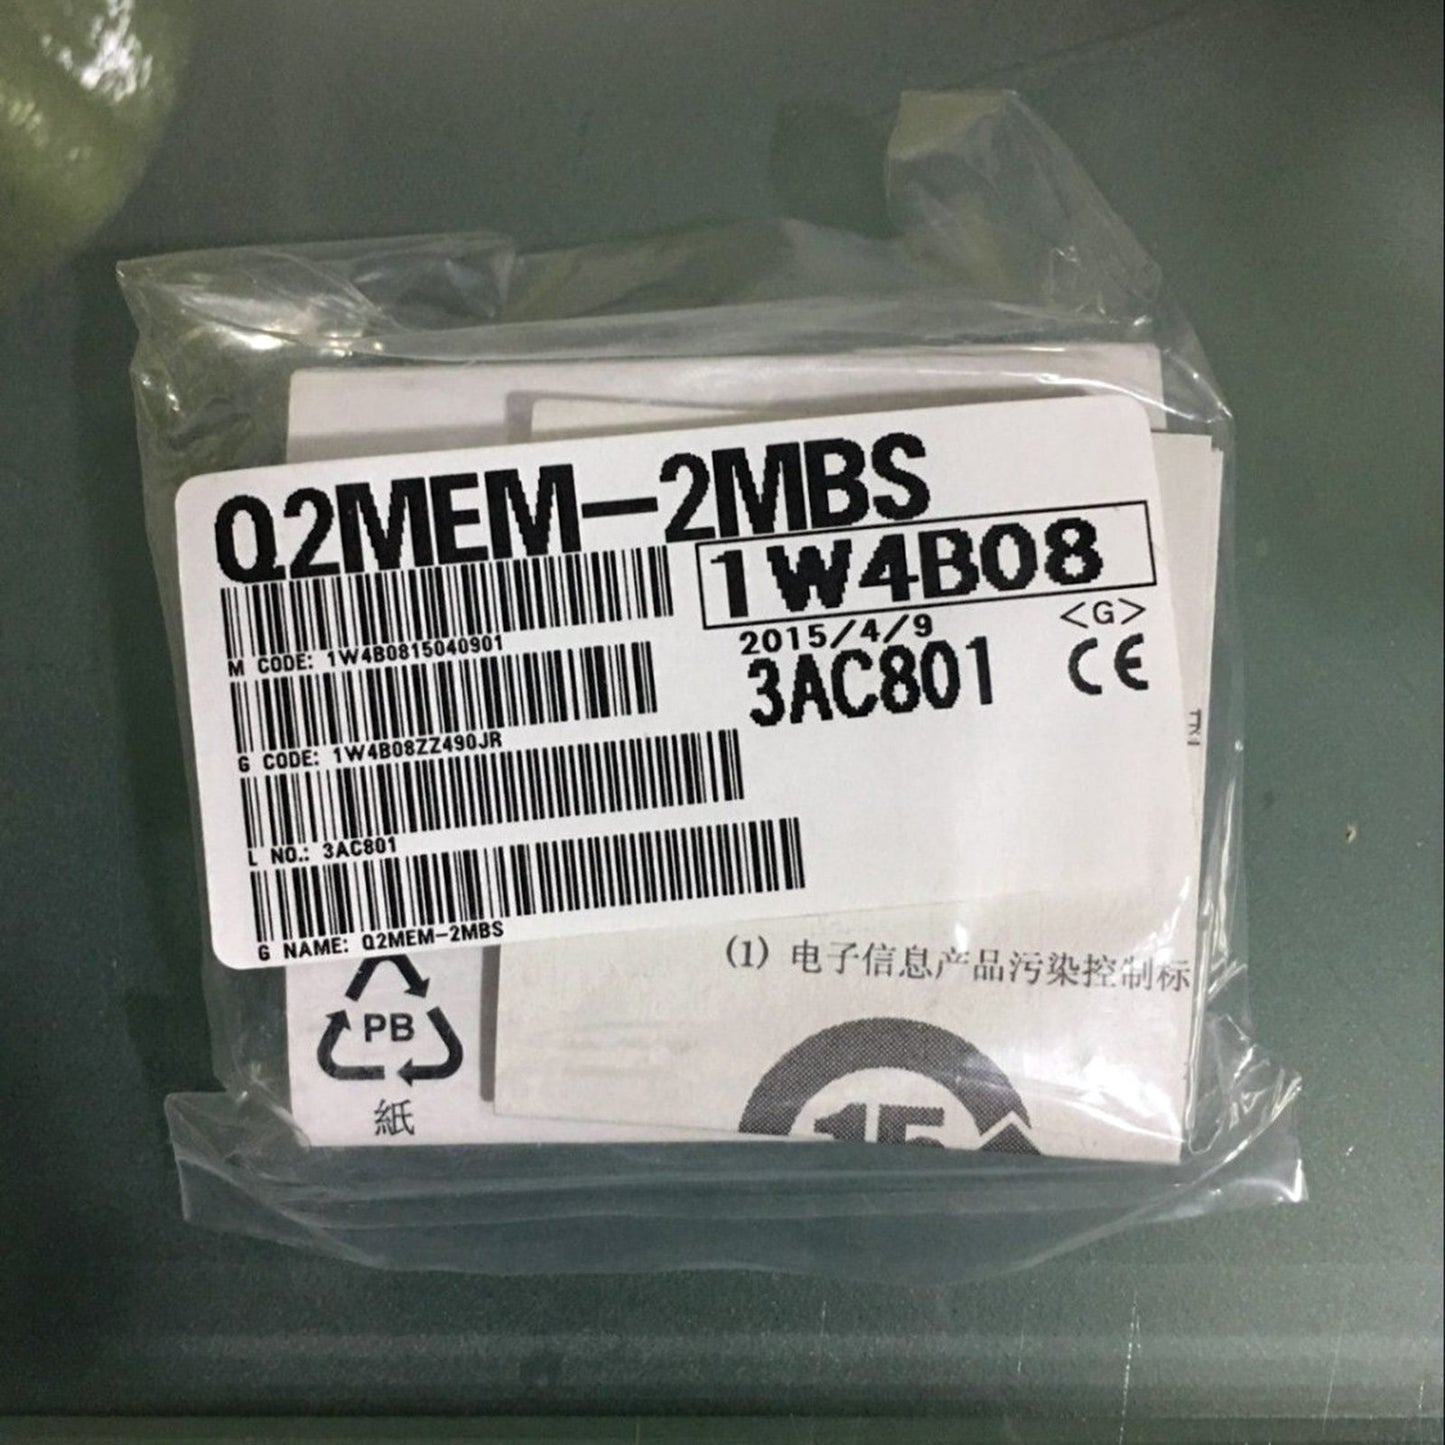 Q2MEM-2MBS
1W4B08
<G>
2015/4/9
M CODE: 1W4B0815040901
3AC801
CE
G CODE: 1W4B08ZZ490JR
L NO.: 3AC801
G NAME: Q2MEM-2MBS
(1) 电子信息产品污染控制标
PB
紙
15